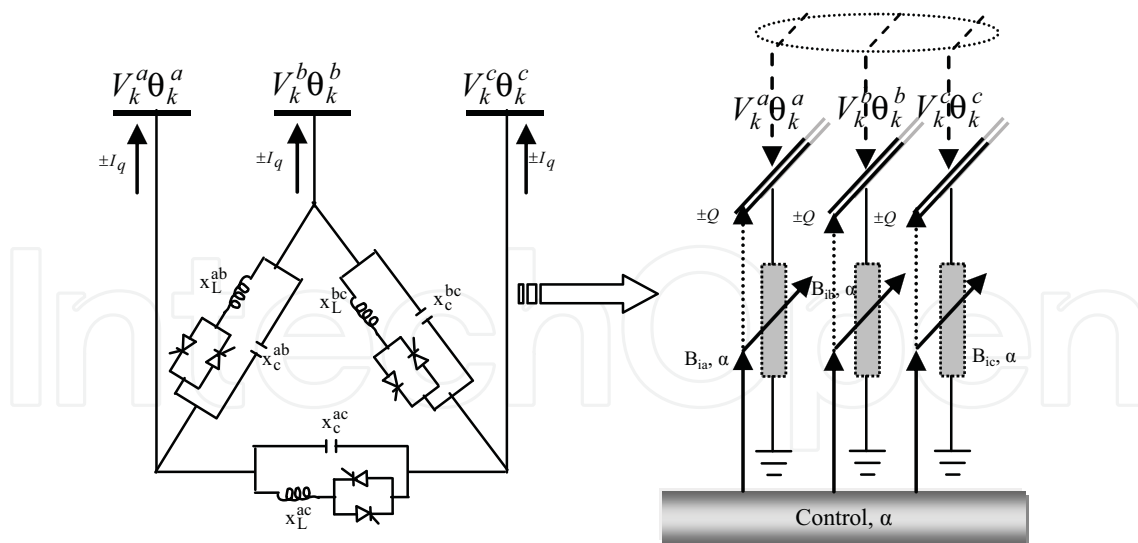 V_k^a θ_k^a
V_k^b θ_k^b
V_k^c θ_k^c
±I_q
±I_q
±I_q
x_L^ab
x_c^ab
x_L^bc
x_c^bc
x_c^ac
x_L^ac
V_k^a θ_k^a
V_k^b θ_k^b
V_k^c θ_k^c
±Q
±Q
±Q
B_ia, α
B_ib, α
B_ic, α
Control, α
IntechOpen